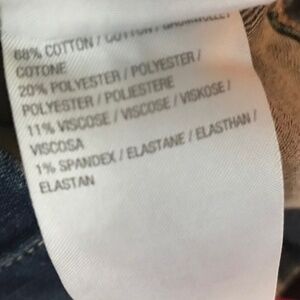 68% COTTON / COTTON / BAUMWOLLE /
COTONE
20% POLYESTER / POLYESTER /
POLYESTER / POLIESTERE
11% VISCOSE / VISCOSE / VISKOSE /
VISCOSA
1% SPANDEX / ELASTANE / ELASTHAN /
ELASTAN